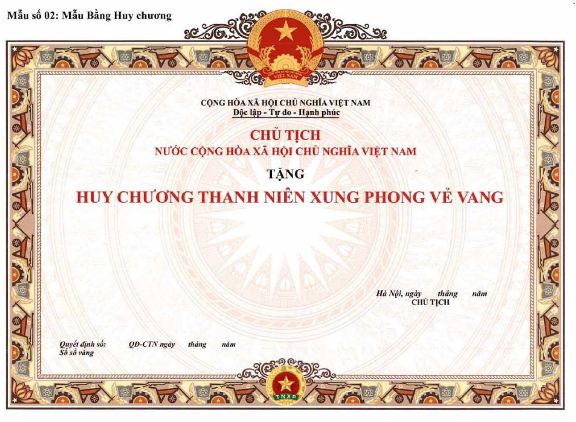 Mẫu số 02: Mẫu Bằng Huy chương
VIỆT NAM
CỘNG HÒA XÃ HỘI CHỦ NGHĨA VIỆT NAM
Độc lập - Tự do - Hạnh phúc
CHỦ TỊCH
NƯỚC CỘNG HÒA XÃ HỘI CHỦ NGHĨA VIỆT NAM
TẶNG
HUY CHƯƠNG THANH NIÊN XUNG PHONG VẺ VANG
Hà Nội, ngày tháng năm
CHỦ TỊCH
Quyết định số: QĐ-CTN ngày tháng năm
Số sổ vàng
TNXP